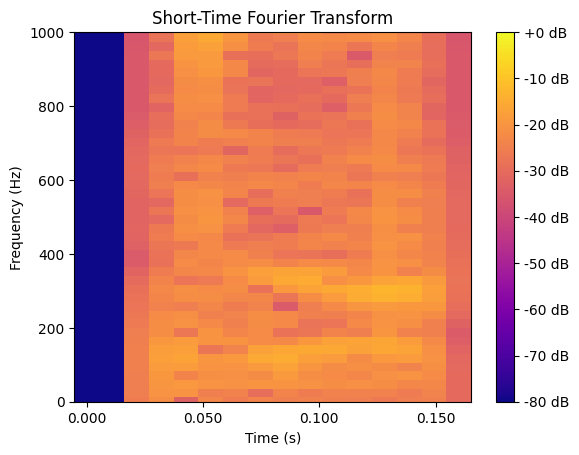 Short-Time Fourier Transform
1000
800
600
400
200
0
Frequency (Hz)
0.000
0.050
0.100
0.150
Time (s)
+0 dB
-10 dB
-20 dB
-30 dB
-40 dB
-50 dB
-60 dB
-70 dB
-80 dB